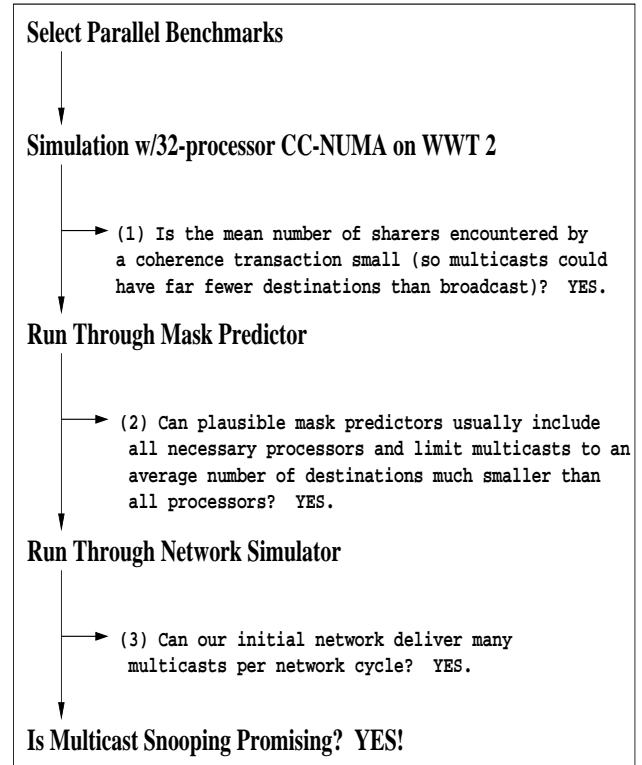 Select Parallel Benchmarks
Simulation w/32-processor CC-NUMA on WWT 2
(1) Is the mean number of sharers encountered by
a coherence transaction small (so multicasts could
have far fewer destinations than broadcast)? YES.
Run Through Mask Predictor
(2) Can plausible mask predictors usually include
all necessary processors and limit multicasts to an
average number of destinations much smaller than
all processors? YES.
Run Through Network Simulator
(3) Can our initial network deliver many
multicasts per network cycle? YES.
Is Multicast Snooping Promising? YES!